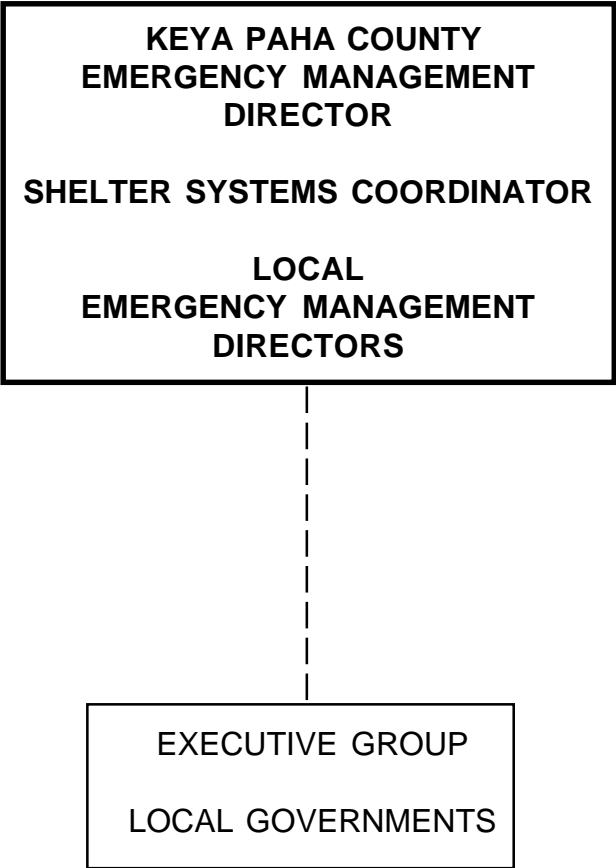 KEYA PAHA COUNTY
EMERGENCY MANAGEMENT
DIRECTOR
SHELTER SYSTEMS COORDINATOR
LOCAL
EMERGENCY MANAGEMENT
DIRECTORS
EXECUTIVE GROUP
LOCAL GOVERNMENTS